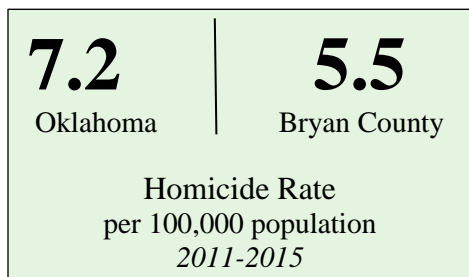 7.2 5.5
Oklahoma Bryan County
Homicide Rate
per 100,000 population
2011-2015